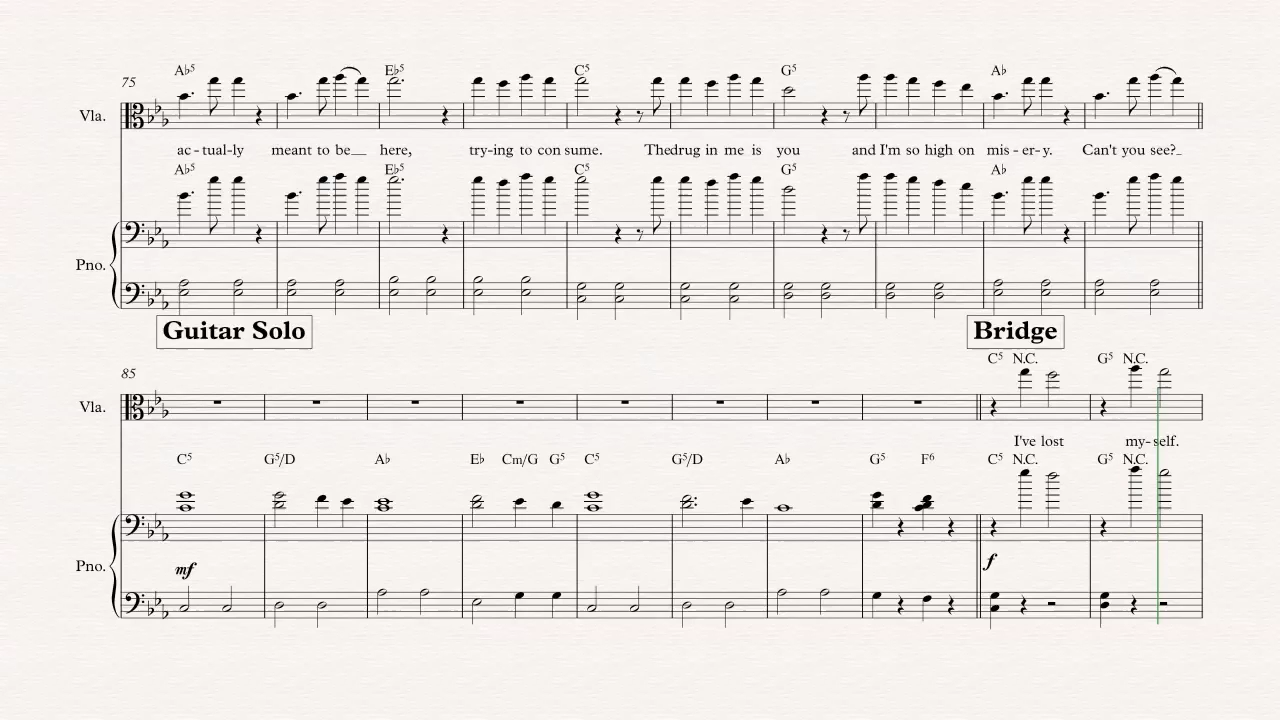 A♭5 E♭5 C5 G5 A♭
75
Vla.
ac - tual-ly meant to be__ here, try-ing to con sume. The drug in me is you and I'm so high on mis - er - y. Can't you see?_
A♭5 E♭5 C5 G5 A♭
Pno.
Guitar Solo Bridge
C5 N.C. G5 N.C.
85
Vla.
I've lost my-self.
C5 G5/D A♭ E♭ Cm/G G5 C5 G5/D A♭ G5 F6 C5 N.C. G5 N.C.
mf f
Pno.